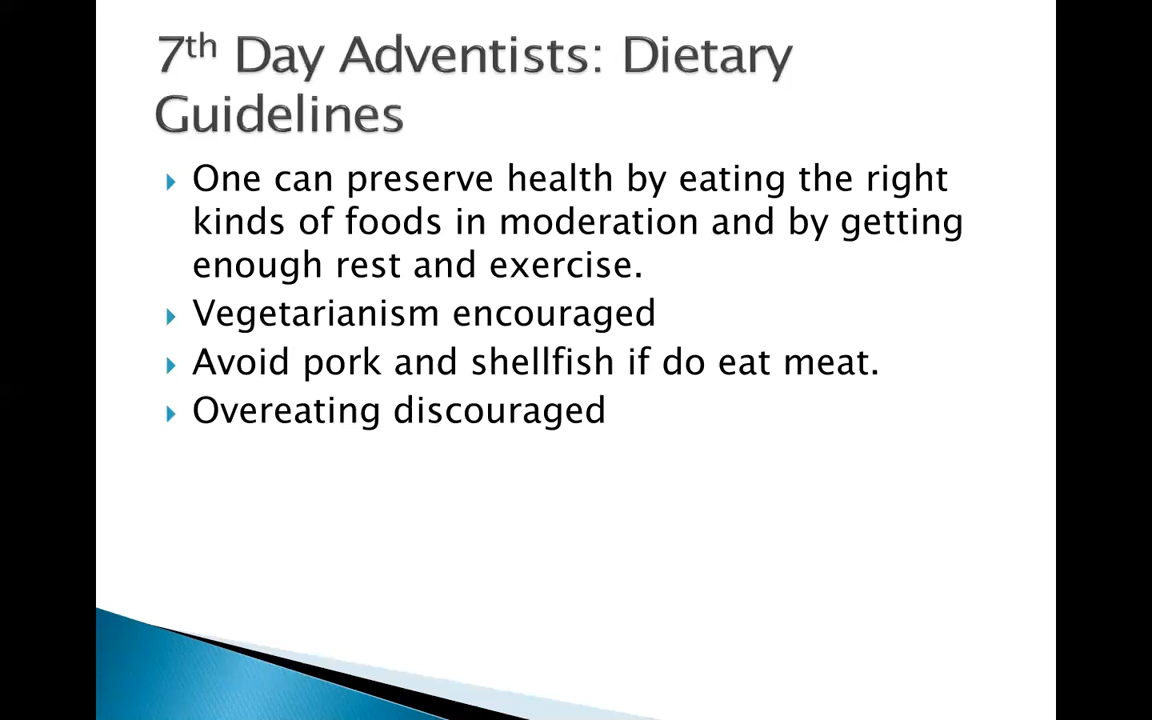 7th Day Adventists: Dietary
Guidelines
One can preserve health by eating the right
kinds of foods in moderation and by getting
enough rest and exercise.
Vegetarianism encouraged
Avoid pork and shellfish if do eat meat.
Overeating discouraged